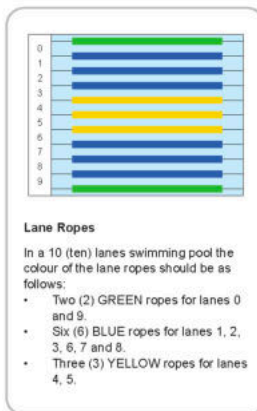 0
1
2
3
4
5
6
7
8
9
Lane Ropes
In a 10 (ten) lanes swimming pool the
colour of the lane ropes should be as
follows:
• Two (2) GREEN ropes for lanes 0
and 9.
• Six (6) BLUE ropes for lanes 1, 2,
3, 6, 7 and 8.
• Three (3) YELLOW ropes for lanes
4, 5.